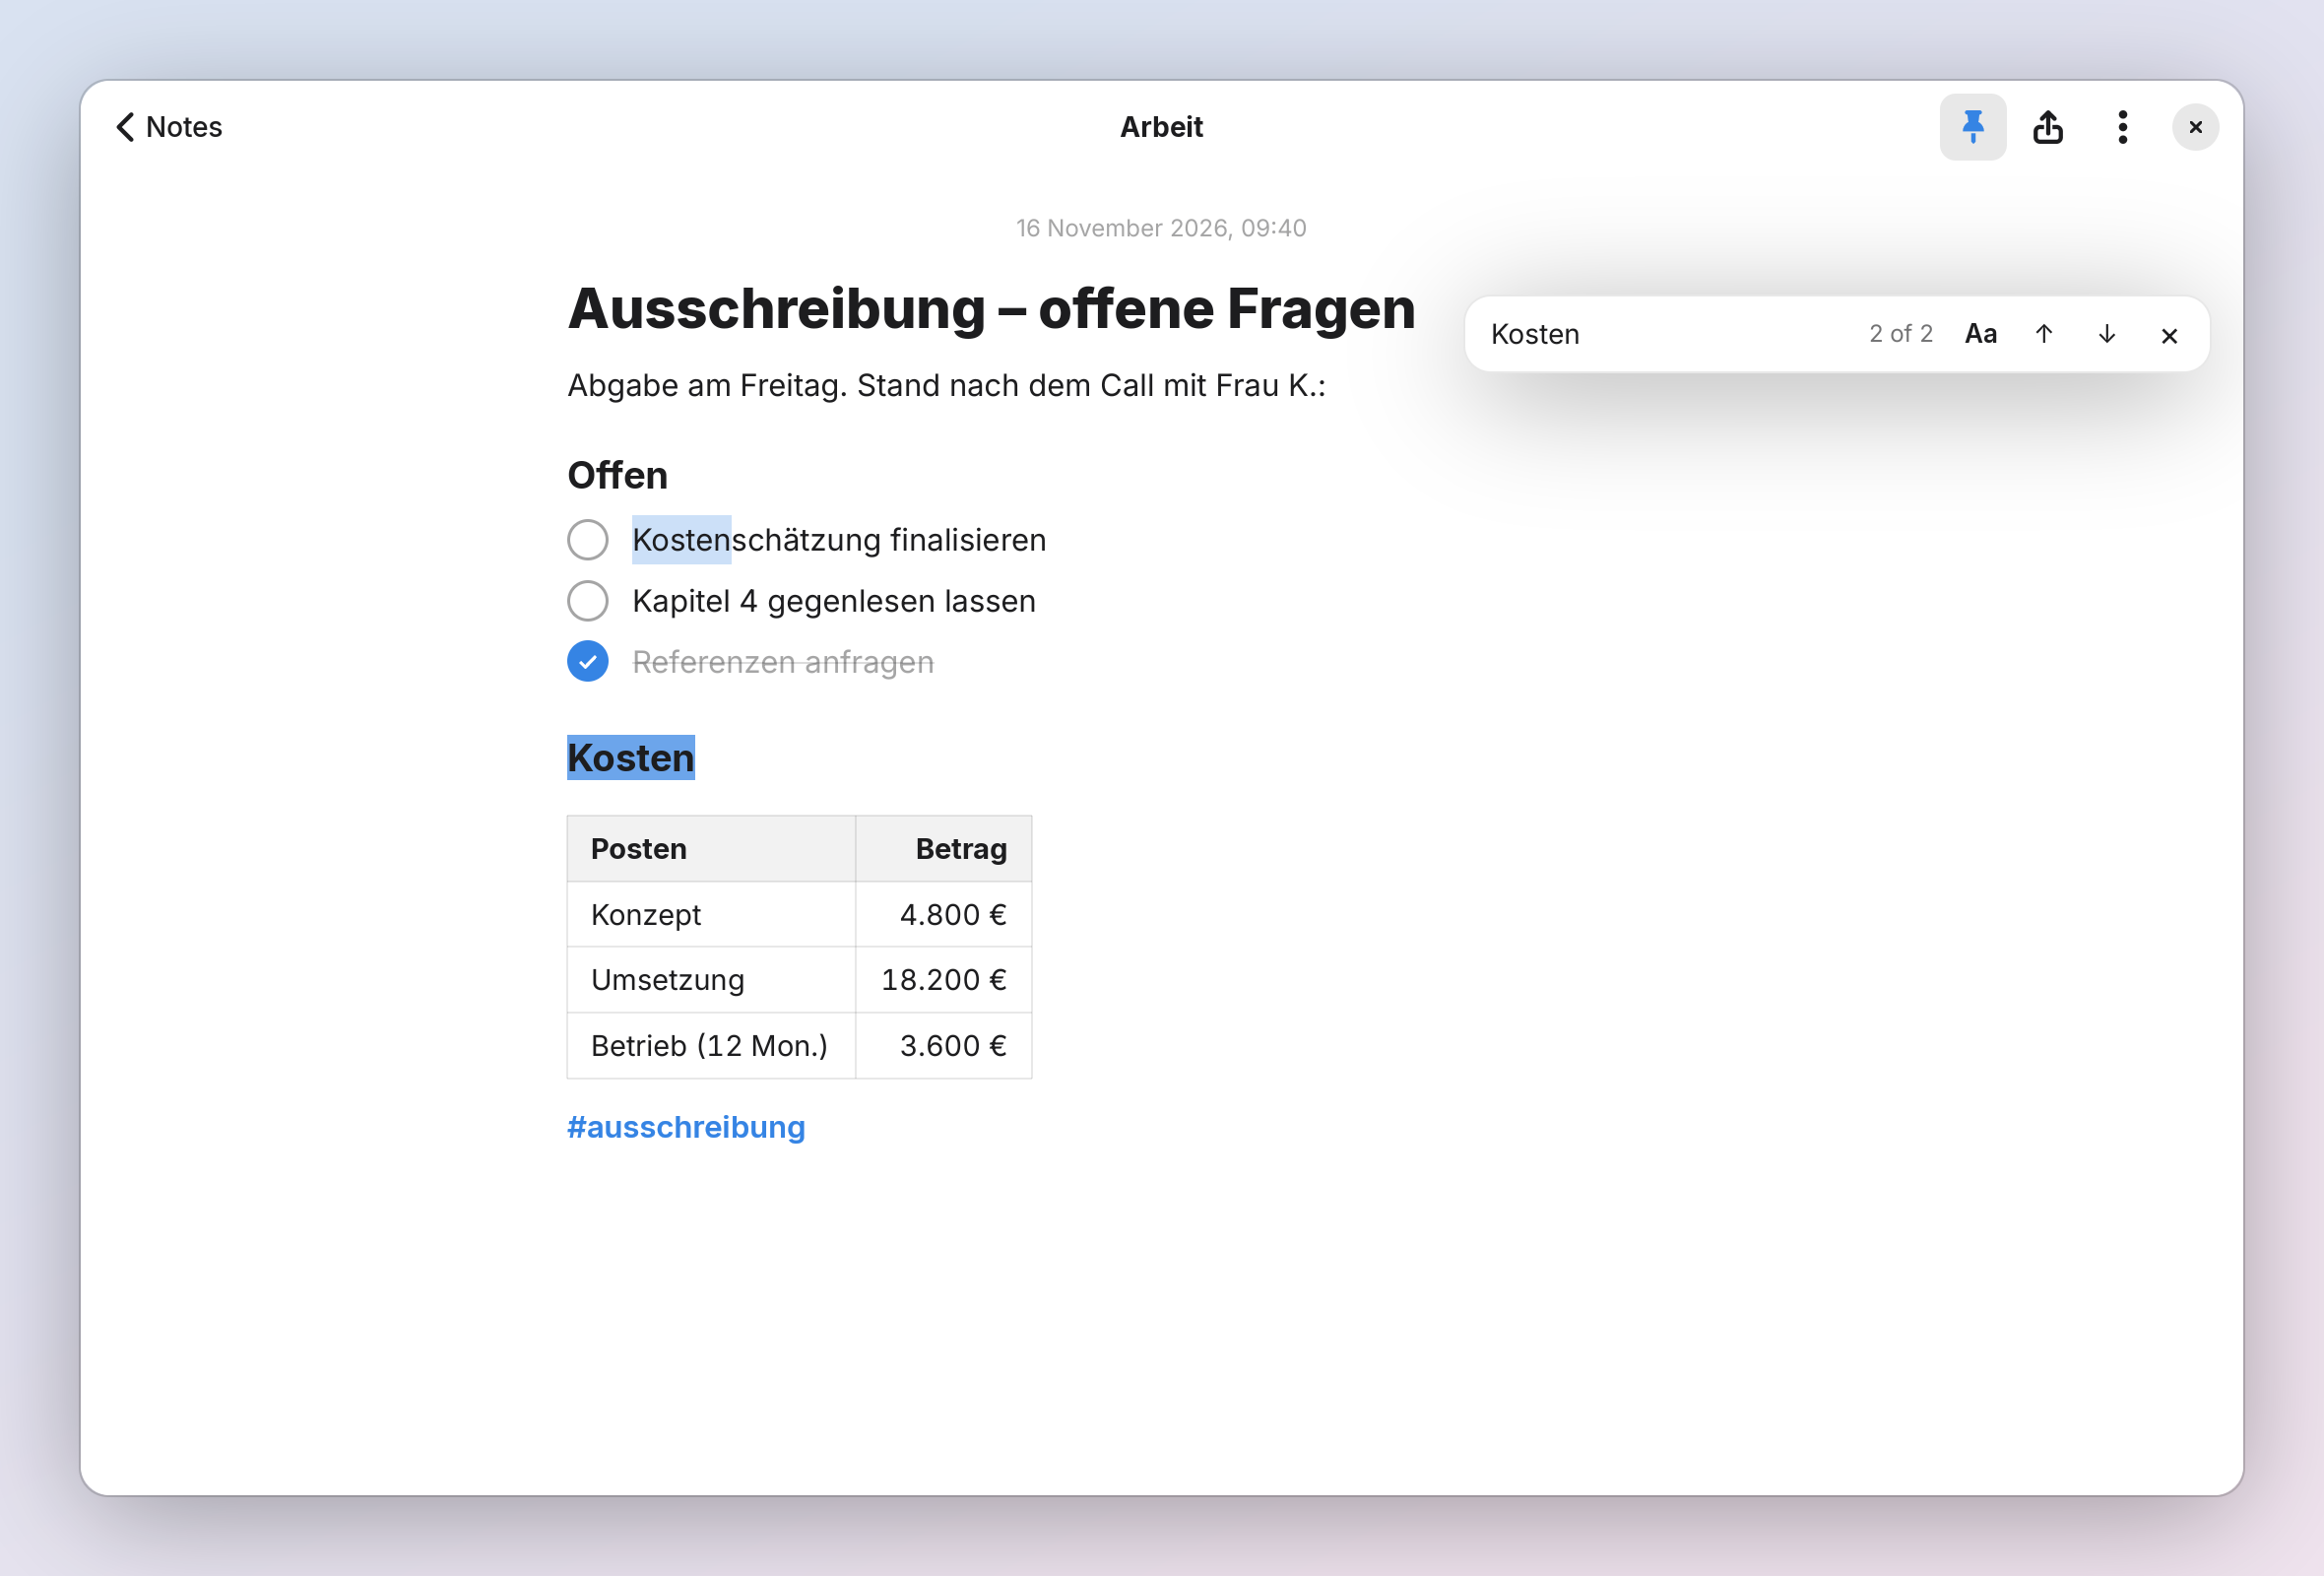 Notes
Arbeit
16 November 2026, 09:40
Ausschreibung – offene Fragen
Kosten
2 of 2
Aa
Abgabe am Freitag. Stand nach dem Call mit Frau K.:
Offen
Kostenschätzung finalisieren
Kapitel 4 gegenlesen lassen
Referenzen anfragen
Kosten
Posten Betrag
Konzept 4.800 €
Umsetzung 18.200 €
Betrieb (12 Mon.) 3.600 €
#ausschreibung